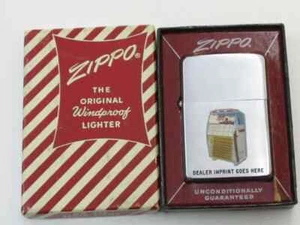 ZIPPO®
THE
ORIGINAL
Windproof
LIGHTER
ZIPPO
DEALER IMPRINT GOES HERE
UNCONDITIONALLY
GUARANTEED